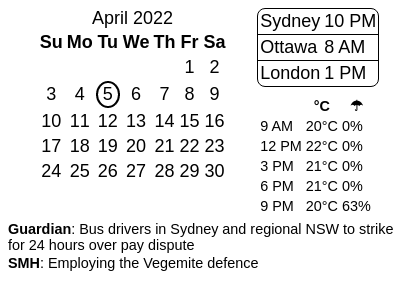 April 2022
Su Mo Tu We Th Fr Sa
1 2
3 4 5 6 7 8 9
10 11 12 13 14 15 16
17 18 19 20 21 22 23
24 25 26 27 28 29 30
Sydney 10 PM
Ottawa 8 AM
London 1 PM
°C ☂
9 AM 20°C 0%
12 PM 22°C 0%
3 PM 21°C 0%
6 PM 21°C 0%
9 PM 20°C 63%
Guardian: Bus drivers in Sydney and regional NSW to strike
for 24 hours over pay dispute
SMH: Employing the Vegemite defence